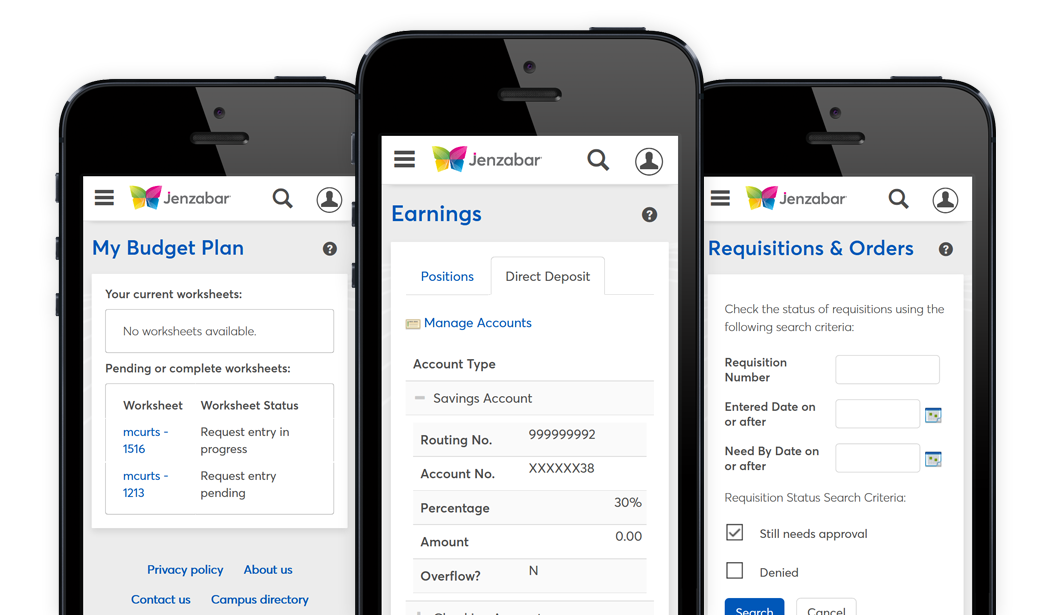 Jenzabar
My Budget Plan
Your current worksheets:
No worksheets available.
Pending or complete worksheets:
Worksheet Worksheet Status
mcurts - 1516 Request entry in progress
mcurts - 1213 Request entry pending
Privacy policy About us
Contact us Campus directory
Jenzabar
Earnings
Positions Direct Deposit
Manage Accounts
Account Type
Savings Account
Routing No. 999999992
Account No. XXXXXX38
Percentage 30%
Amount 0.00
Overflow? N
Jenzabar
Requisitions & Orders
Check the status of requisitions using the
following search criteria:
Requisition
Number
Entered Date on
or after
Need By Date on
or after
Requisition Status Search Criteria:
Still needs approval
Denied
Search Cancel